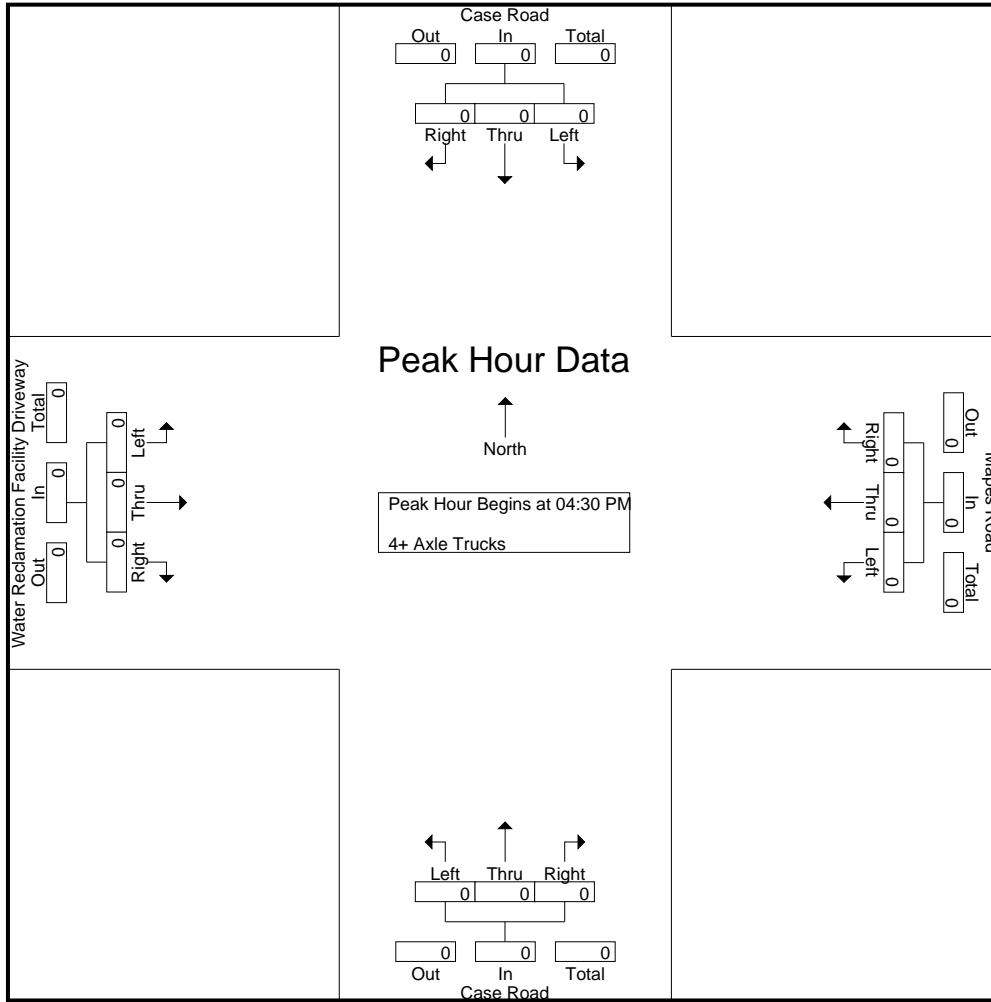 Case Road
Out In Total
0 0 0
0 0 0
Right Thru Left
Peak Hour Data
North
Peak Hour Begins at 04:30 PM
4+ Axle Trucks
Water Reclamation Facility Driveway
Out In Total
0 0 0
0 0 0
Right Thru Left
Mapes Road
Out In Total
0 0 0
0 0 0
Right Thru Left
Left Thru Right
0 0 0
0 0 0
Out In Total
Case Road